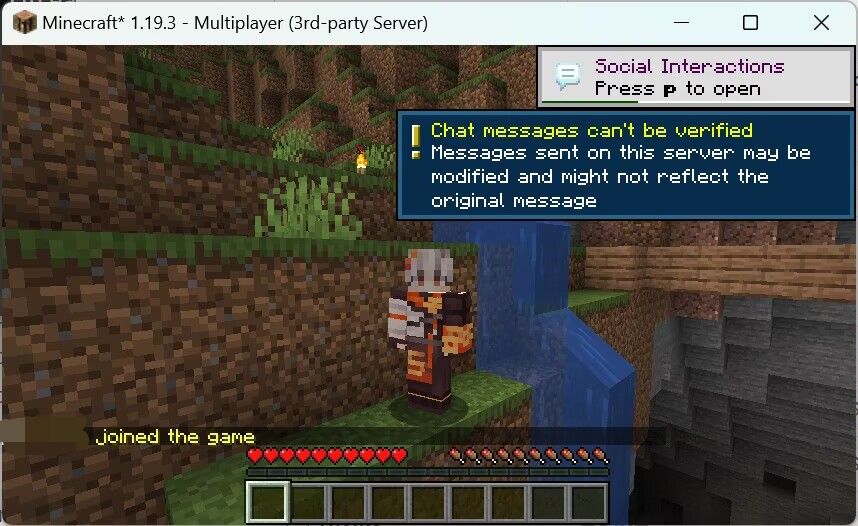 Minecraft* 1.19.3 - Multiplayer (3rd-party Server)
Social Interactions
Press P to open
Chat messages can't be verified
Messages sent on this server may be
modified and might not reflect the
original message
joined the game